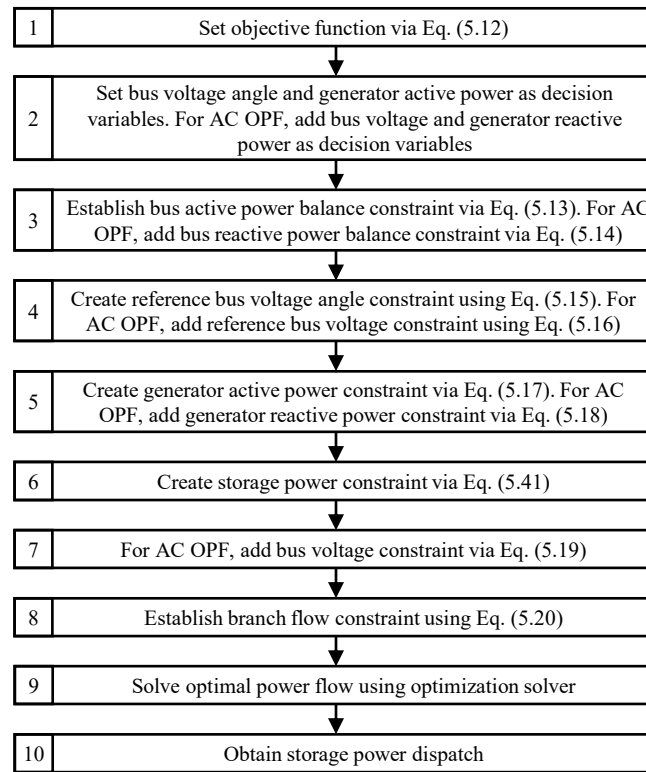 1 Set objective function via Eq. (5.12)
Set bus voltage angle and generator active power as decision
2 variables. For AC OPF, add bus voltage and generator reactive
power as decision variables
3 Establish bus active power balance constraint via Eq. (5.13). For AC
OPF, add bus reactive power balance constraint via Eq. (5.14)
4 Create reference bus voltage angle constraint using Eq. (5.15). For
AC OPF, add reference bus voltage constraint using Eq. (5.16)
5 Create generator active power constraint via Eq. (5.17). For AC
OPF, add generator reactive power constraint via Eq. (5.18)
6 Create storage power constraint via Eq. (5.41)
7 For AC OPF, add bus voltage constraint via Eq. (5.19)
8 Establish branch flow constraint using Eq. (5.20)
9 Solve optimal power flow using optimization solver
10 Obtain storage power dispatch